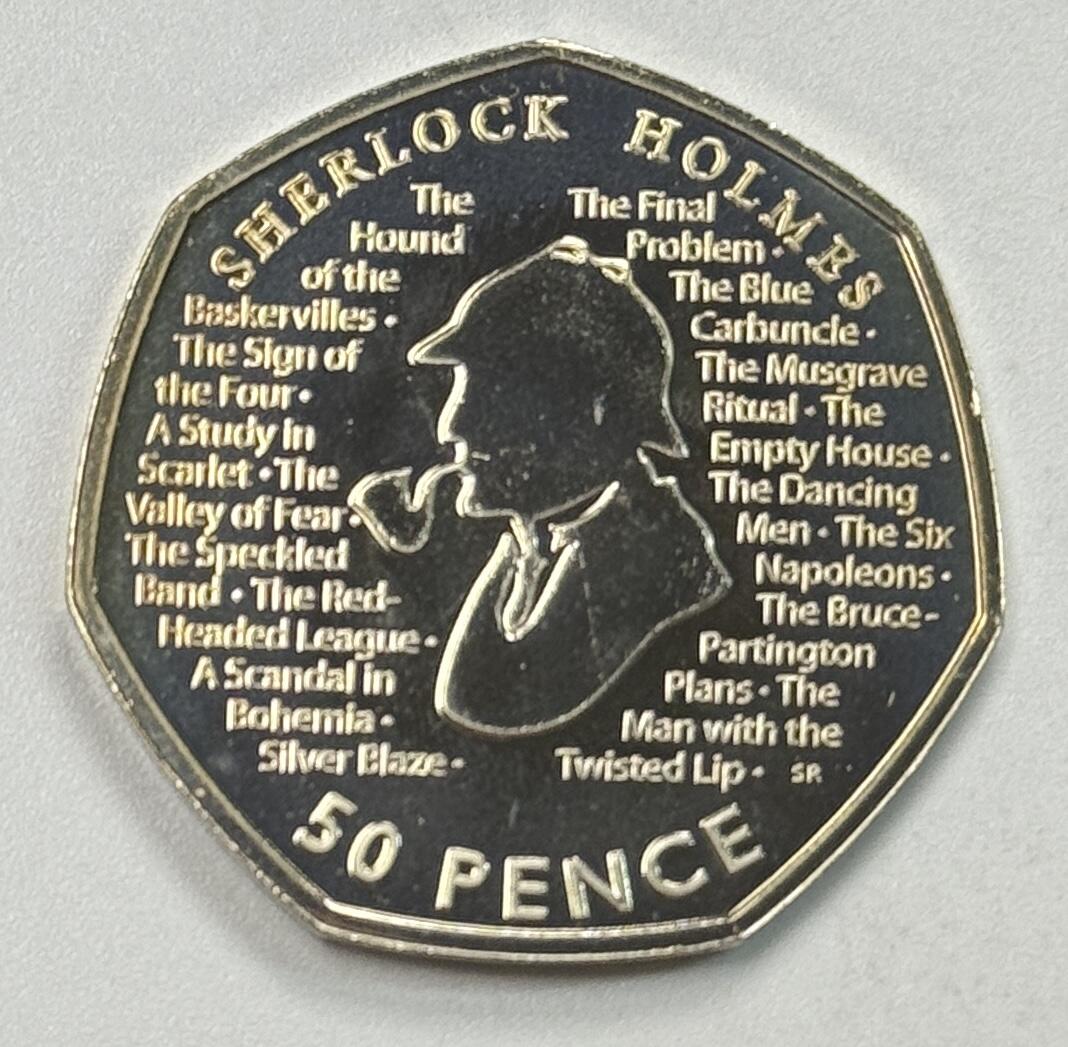 SHERLOCK HOLMES
The
Hound
of the
Baskervilles •
The Sign of
the Four •
A Study in
Scarlet • The
Valley of Fear •
The Speckled
Band • The Red-
Headed League •
A Scandal in
Bohemia •
Silver Blaze •
The Final
Problem •
The Blue
Carbuncle •
The Musgrave
Ritual • The
Empty House •
The Dancing
Men • The Six
Napoleons •
The Bruce-
Partington
Plans • The
Man with the
Twisted Lip •
SR
50 PENCE